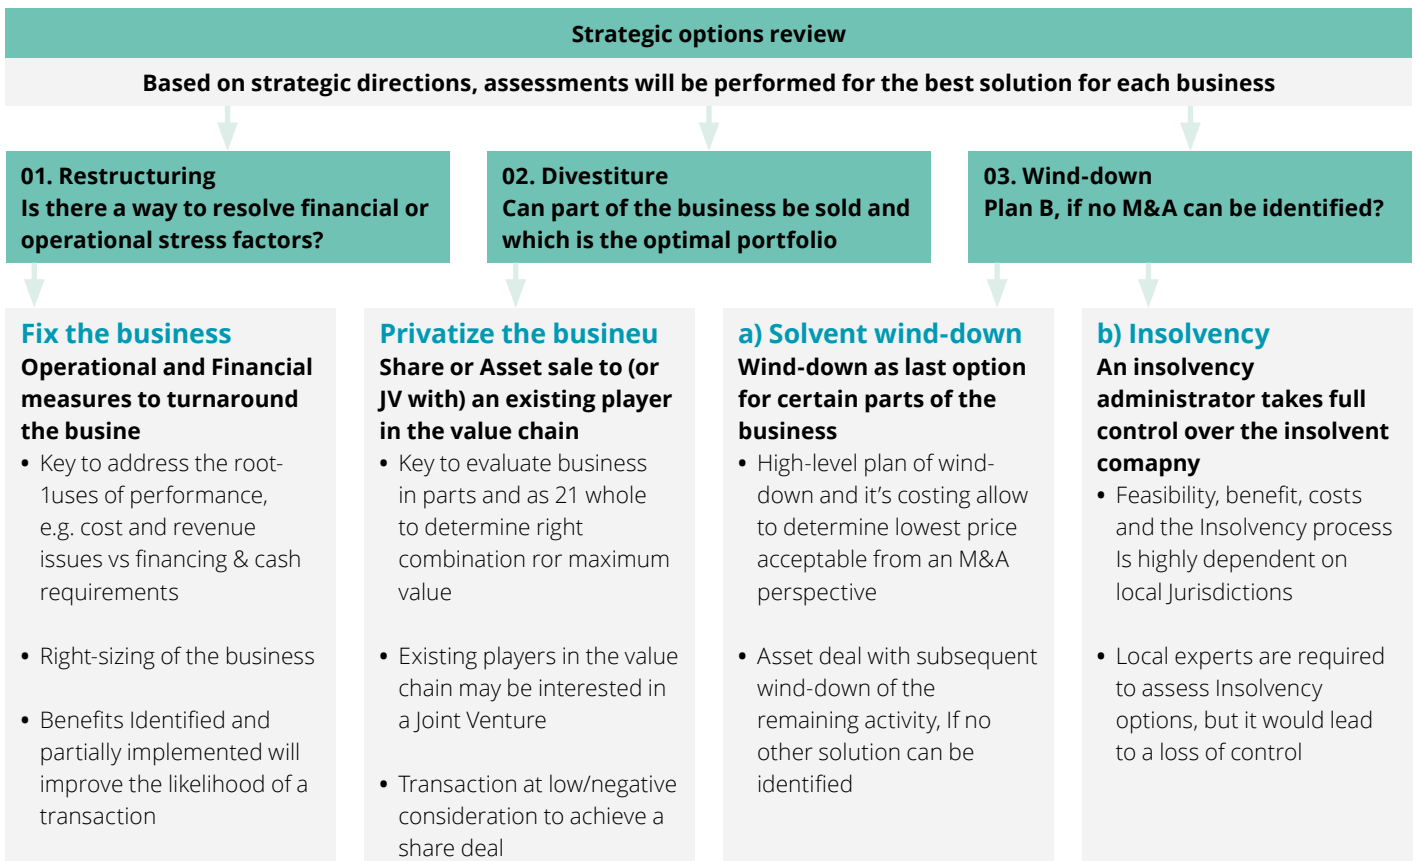 Strategic options review
Based on strategic directions, assessments will be performed for the best solution for each business
01. Restructuring
Is there a way to resolve financial or
operational stress factors?
02. Divestiture
Can part of the business be sold and
which is the optimal portfolio
03. Wind-down
Plan B, if no M&A can be identified?
Fix the business
Operational and Financial
measures to turnaround
the busine
• Key to address the root-
1uses of performance,
e.g. cost and revenue
issues vs financing & cash
requirements
• Right-sizing of the business
• Benefits Identified and
partially implemented will
improve the likelihood of a
transaction
Privatize the busineu
Share or Asset sale to (or
JV with) an existing player
in the value chain
• Key to evaluate business
in parts and as 21 whole
to determine right
combination ror maximum
value
• Existing players in the value
chain may be interested in
a Joint Venture
• Transaction at low/negative
consideration to achieve a
share deal
a) Solvent wind-down
Wind-down as last option
for certain parts of the
business
• High-level plan of wind-
down and it’s costing allow
to determine lowest price
acceptable from an M&A
perspective
• Asset deal with subsequent
wind-down of the
remaining activity, If no
other solution can be
identified
b) Insolvency
An insolvency
administrator takes full
control over the insolvent
comapny
• Feasibility, benefit, costs
and the Insolvency process
Is highly dependent on
local Jurisdictions
• Local experts are required
to assess Insolvency
options, but it would lead
to a loss of control